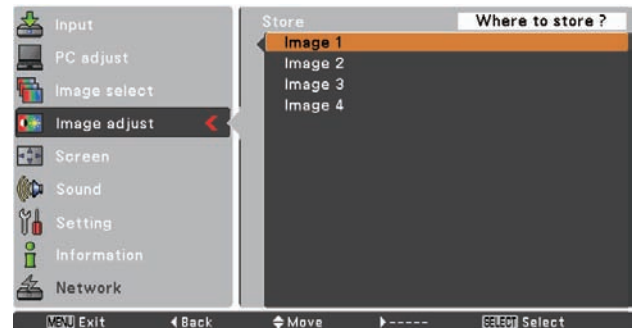 Input
PC adjust
Image select
Image adjust
Screen
Sound
Setting
Information
Network
Store
Where to store ?
Image 1
Image 2
Image 3
Image 4
MENU Exit ◀Back Move ▶----- SELECT Select